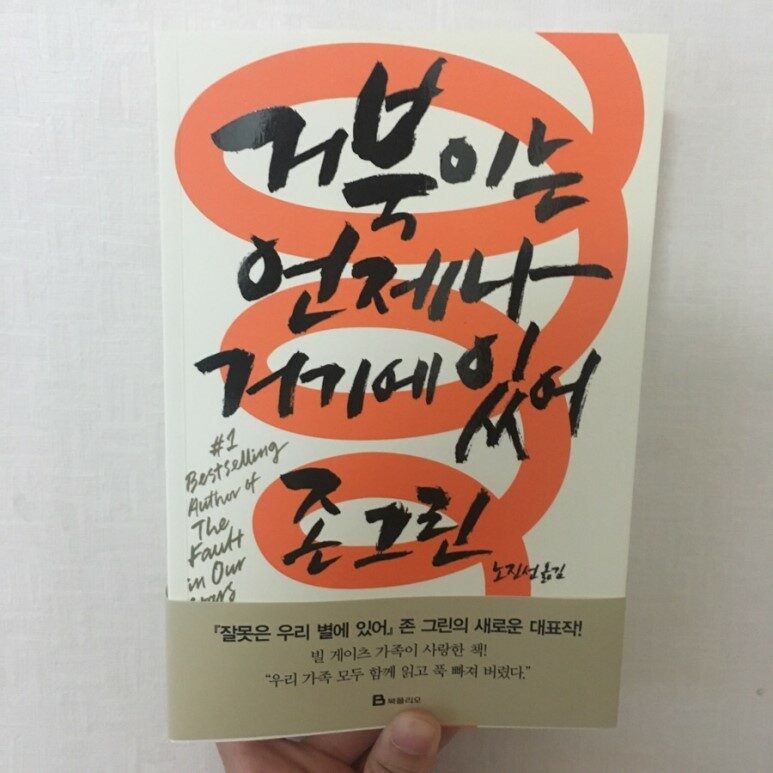 거북이는
언제나
거기에 있어
#1
Bestselling
Author of
The
Fault
in Our
존 그린
노진선 옮김
『잘못은 우리 별에 있어』 존 그린의 새로운 대표작!
빌 게이츠 가족이 사랑한 책!
“우리 가족 모두 함께 읽고 푹 빠져 버렸다.”
B 북폴리오